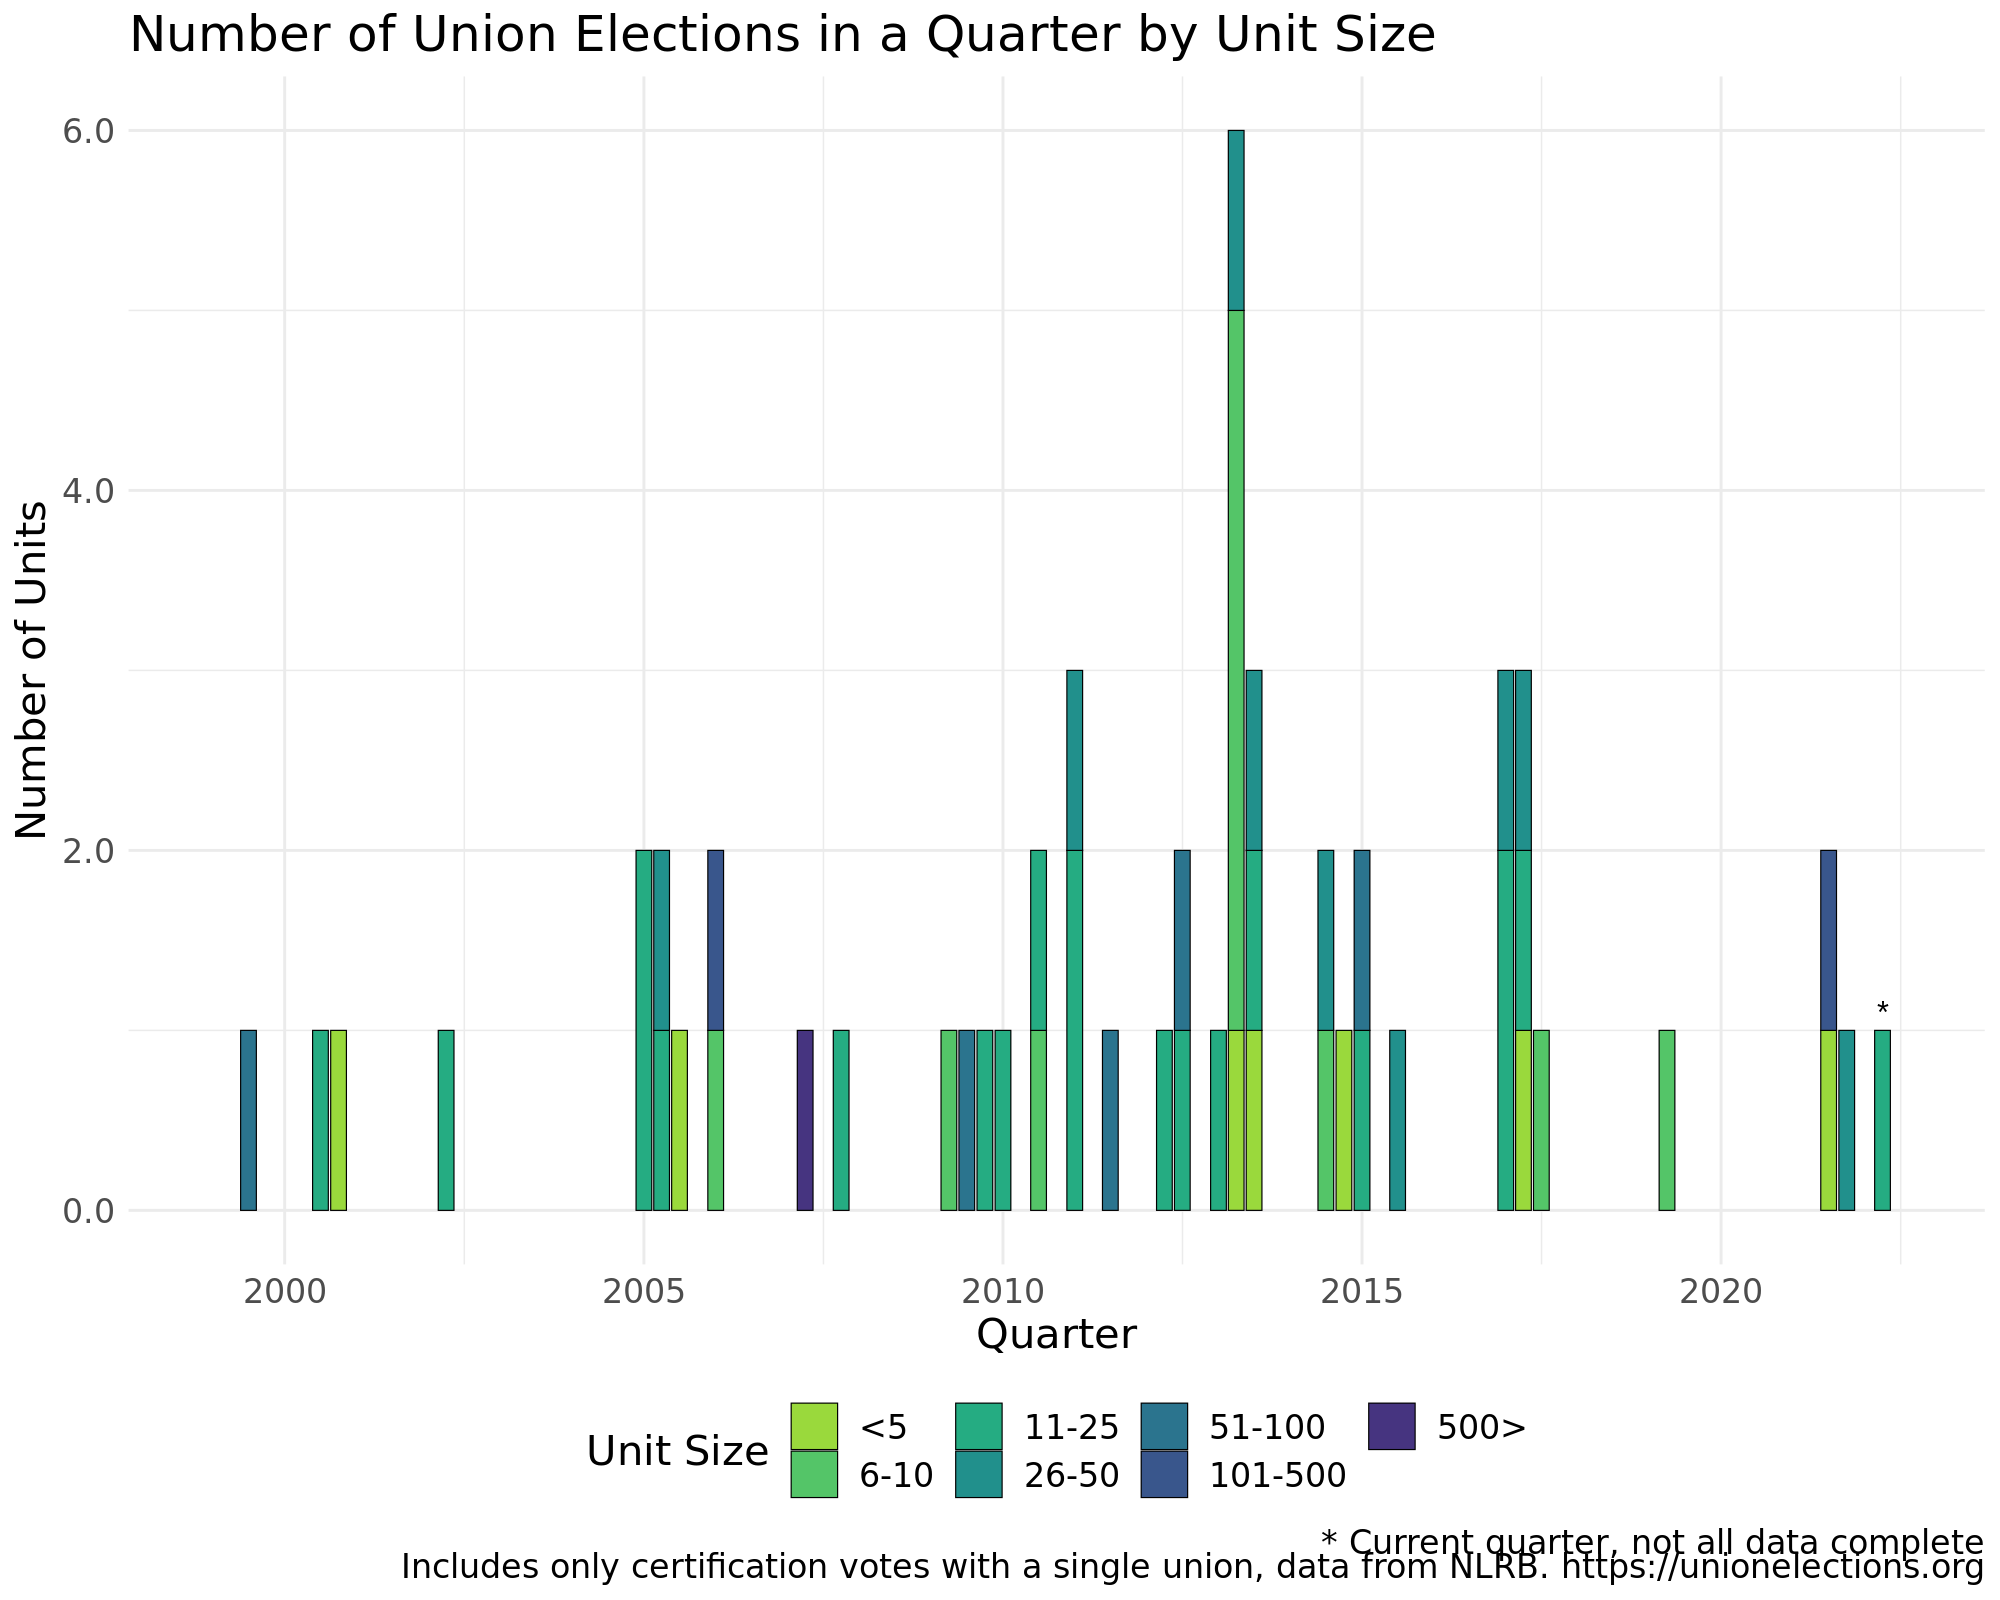 Number of Union Elections in a Quarter by Unit Size
6.0
4.0
2.0
0.0
Number of Units
*
2000 2005 2010 2015 2020
Quarter
Unit Size
<5 11-25 51-100 500>
6-10 26-50 101-500
* Current quarter, not all data complete
Includes only certification votes with a single union, data from NLRB. https://unionelections.org